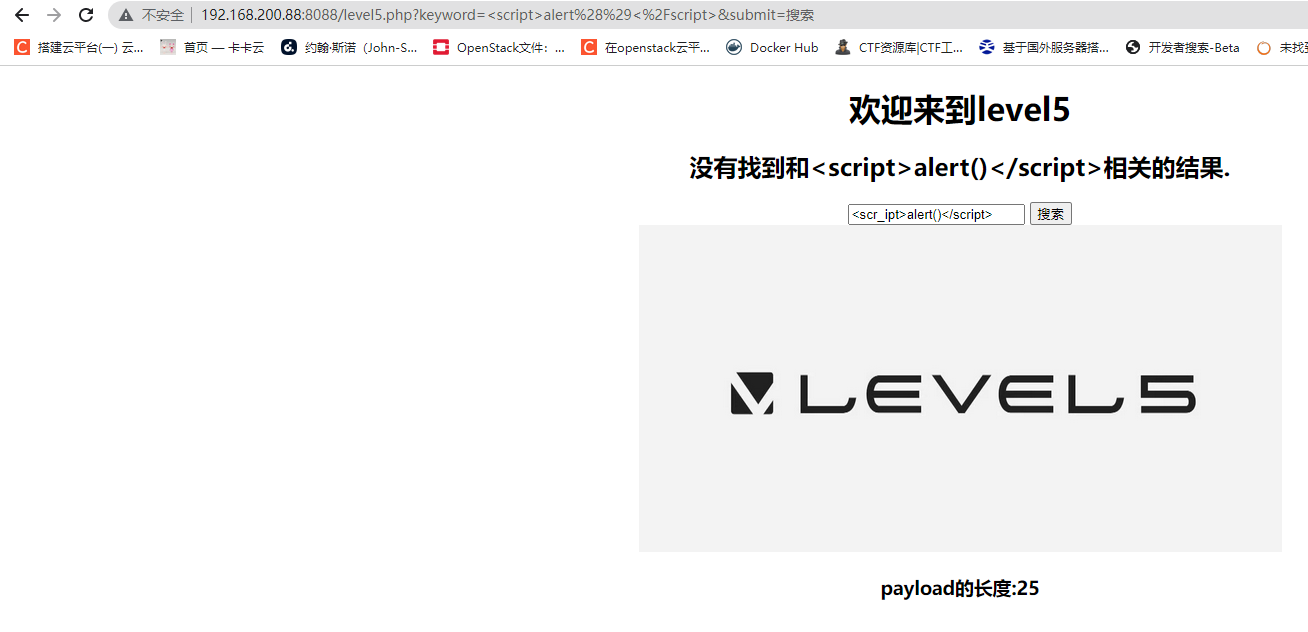 不安全 192.168.200.88:8088/level5.php?keyword=<script>alert%28%29<%2Fscript>&submit=搜索
搭建云平台(一) 云... 首页 — 卡卡云 约翰·斯诺（John-S... OpenStack文件：... 在openstack云平... Docker Hub CTF资源库|CTF工... 基于国外服务器搭... 开发者搜索-Beta 未找到
欢迎来到level5
没有找到和<script>alert()</script>相关的结果.
<scr_ipt>alert()</script> 搜索
LEVEL5
payload的长度:25